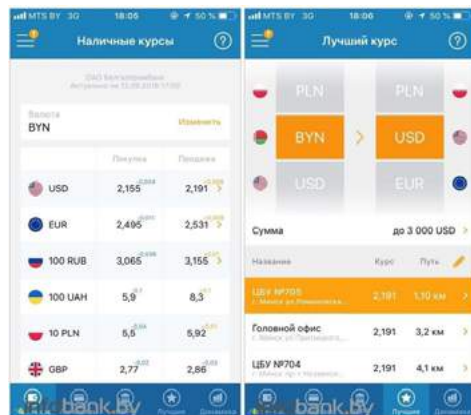 MTS BY 3G 18:05 50 %
Наличные курсы
ОАО Белгазпромбанк
Валюта
BYN
Изменить
Покупка Продажа
USD 2,155 2,191
EUR 2,495 2,531
100 RUB 3,065 3,155
100 UAH 5,9 8,3
10 PLN 5,5 5,92
GBP 2,77 2,86
infobank.by
MTS BY 3G 18:06 50 %
Лучший курс
PLN PLN
BYN > USD
USD EUR
Сумма до 3 000 USD
Название Курс Путь
ЦБУ №705 2,191 1,10 км
Головной офис 2,191 3,2 км
ЦБУ №704 2,191 4,1 км
Лучшие
infobank.by